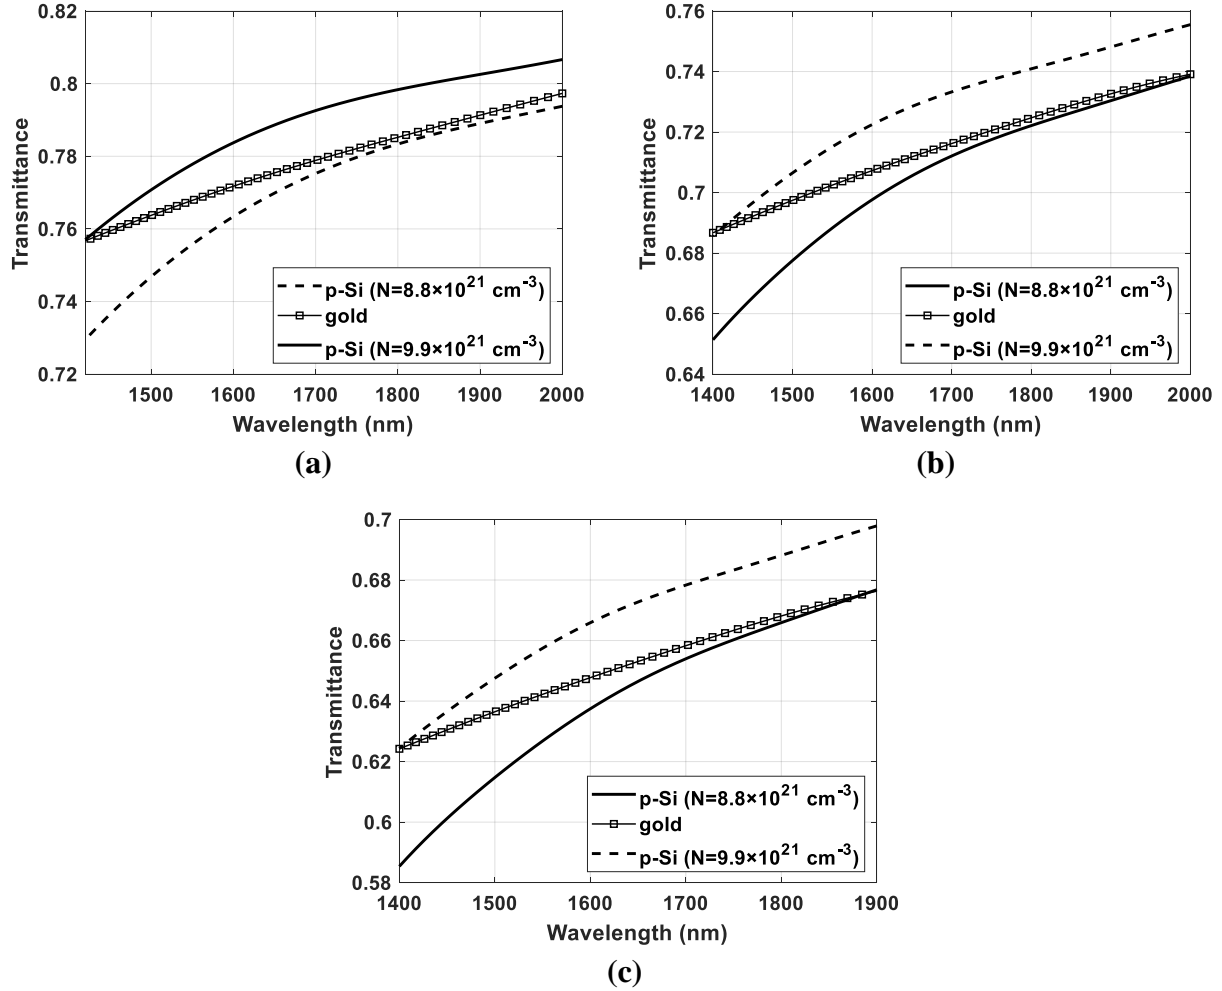 0.82
0.8
0.78
0.76
0.74
0.72
Transmittance
p-Si (N=8.8×10²¹ cm⁻³)
gold
p-Si (N=9.9×10²¹ cm⁻³)
1500 1600 1700 1800 1900 2000
Wavelength (nm)
(a)
0.76
0.74
0.72
0.7
0.68
0.66
0.64
Transmittance
p-Si (N=8.8×10²¹ cm⁻³)
gold
p-Si (N=9.9×10²¹ cm⁻³)
1400 1500 1600 1700 1800 1900 2000
Wavelength (nm)
(b)
0.7
0.68
0.66
0.64
0.62
0.6
0.58
Transmittance
p-Si (N=8.8×10²¹ cm⁻³)
gold
p-Si (N=9.9×10²¹ cm⁻³)
1400 1500 1600 1700 1800 1900
Wavelength (nm)
(c)